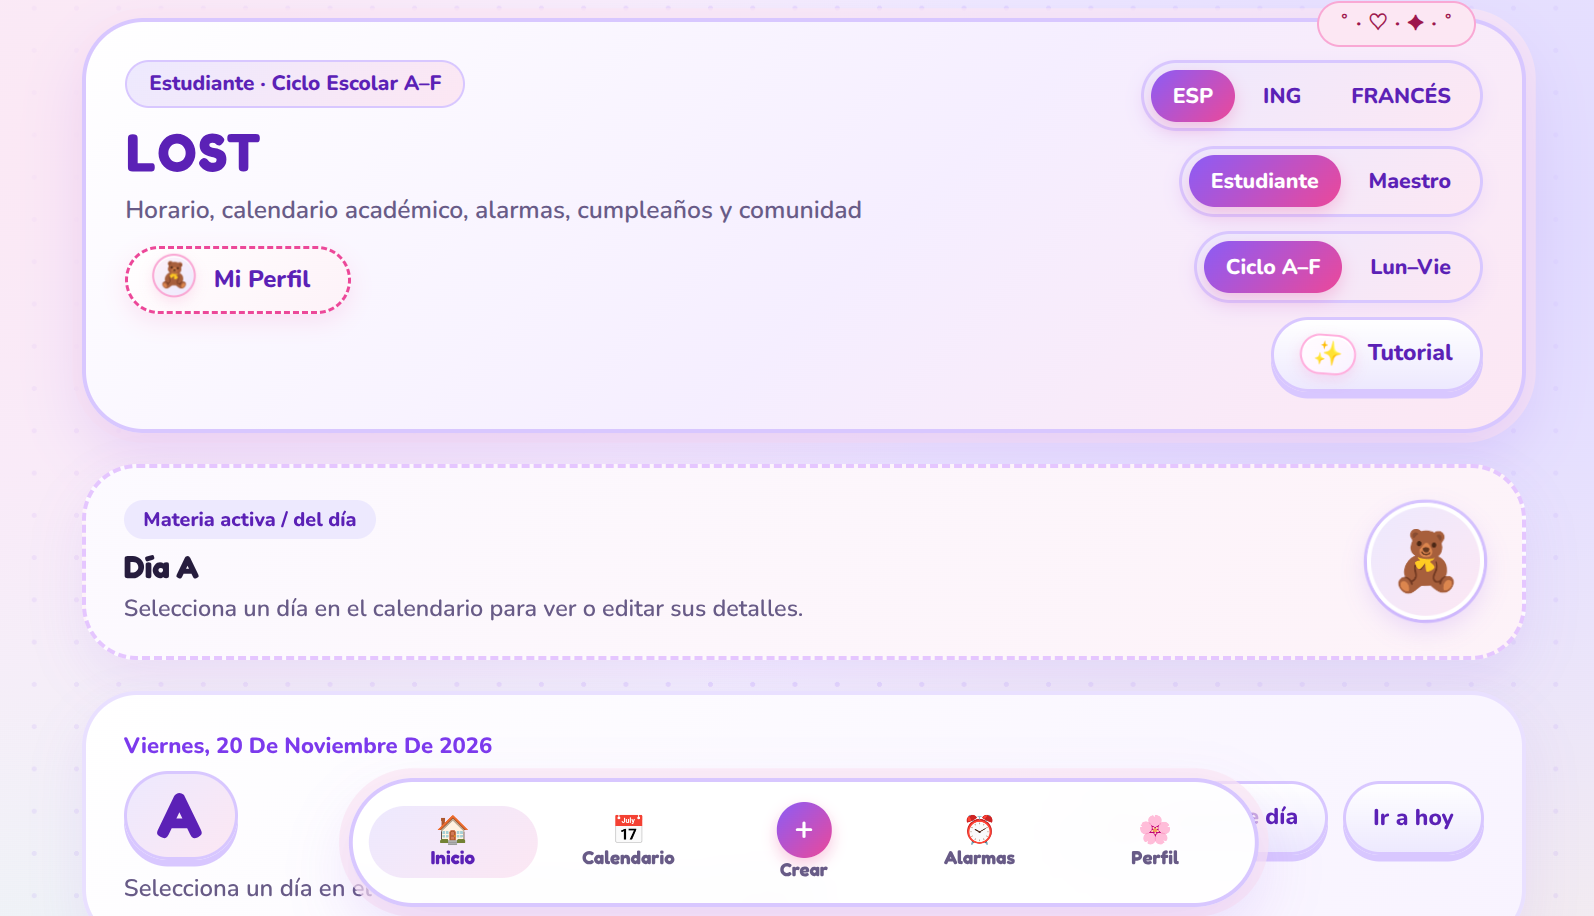 ˚ · ♡ · ✦ · ˚
Estudiante · Ciclo Escolar A–F
LOST
Horario, calendario académico, alarmas, cumpleaños y comunidad
Mi Perfil
ESP ING FRANCÉS
Estudiante Maestro
Ciclo A–F Lun–Vie
Tutorial
Materia activa / del día
Día A
Selecciona un día en el calendario para ver o editar sus detalles.
Viernes, 20 De Noviembre De 2026
A
día
Ir a hoy
Selecciona un día en el
July
17
Inicio
Calendario
+
Crear
Alarmas
Perfil